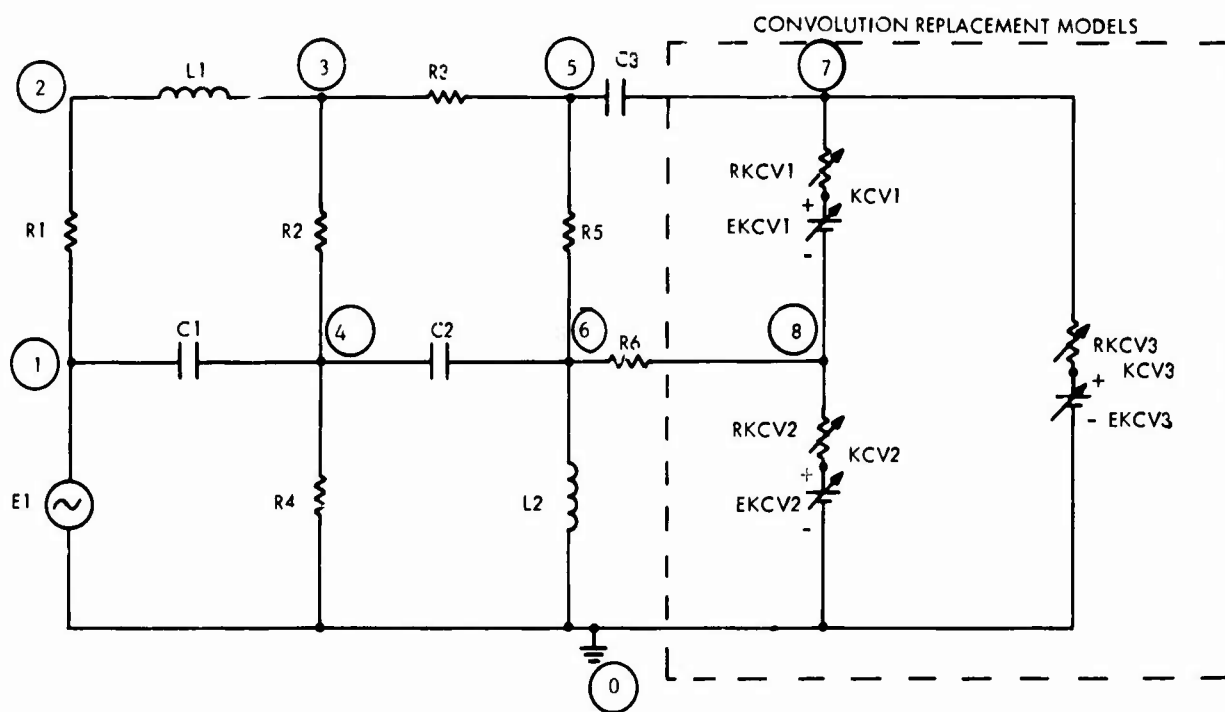 CONVOLUTION REPLACEMENT MODELS
2
L1
3
R3
5
C3
7
RKCV1
KCV1
+
EKCV1
-
R1
R2
R5
1
C1
4
C2
6
R6
8
RKCV3
KCV3
+
- EKCV3
RKCV2
KCV2
+
EKCV2
-
E1
R4
L2
0